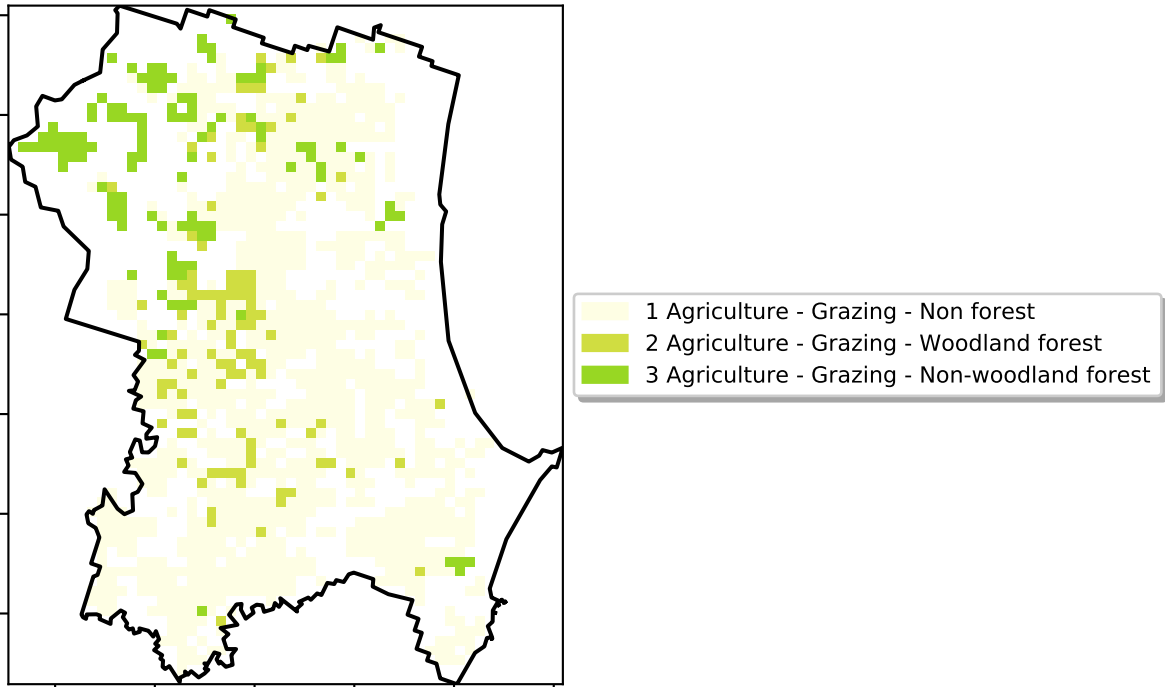 1 Agriculture - Grazing - Non forest
2 Agriculture - Grazing - Woodland forest
3 Agriculture - Grazing - Non-woodland forest